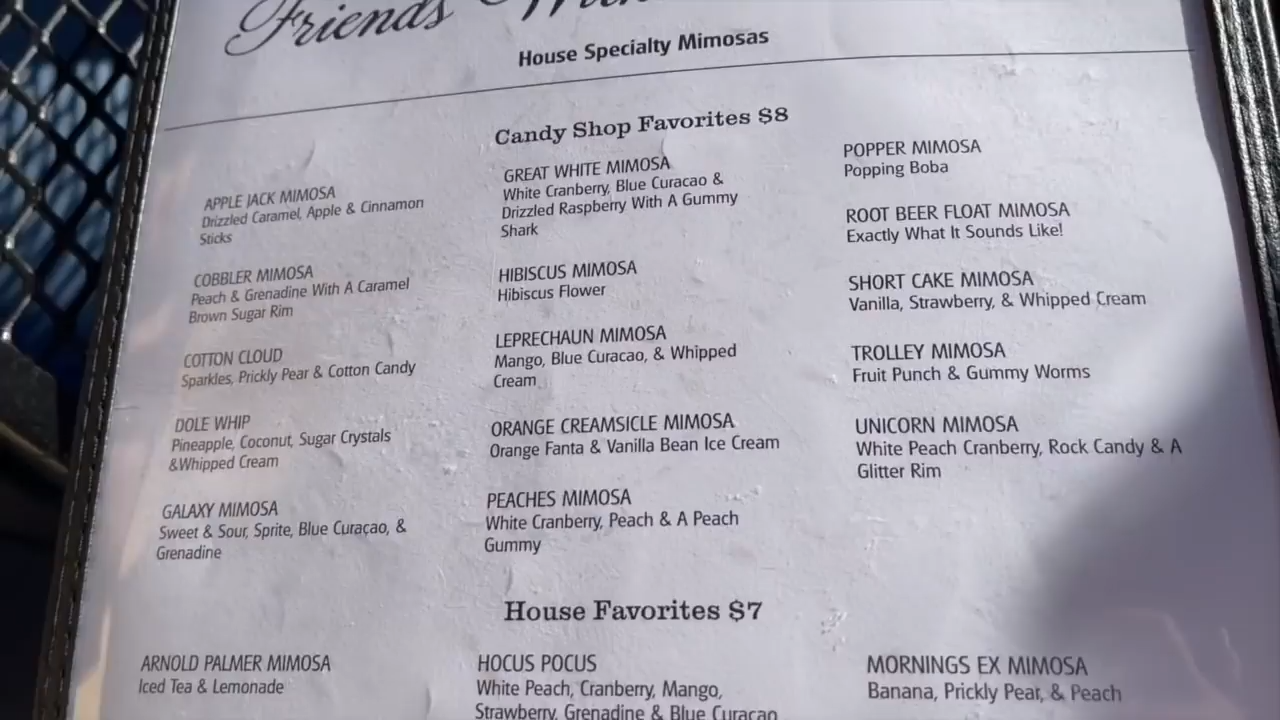 Friends
House Specialty Mimosas
Candy Shop Favorites $8
APPLE JACK MIMOSA
Drizzled Caramel, Apple & Cinnamon
Sticks
COBBLER MIMOSA
Peach & Grenadine With A Caramel
Brown Sugar Rim
COTTON CLOUD
Sparkles, Prickly Pear & Cotton Candy
DOLE WHIP
Pineapple, Coconut, Sugar Crystals
&Whipped Cream
GALAXY MIMOSA
Sweet & Sour, Sprite, Blue Curaçao, &
Grenadine
GREAT WHITE MIMOSA
White Cranberry, Blue Curacao &
Drizzled Raspberry With A Gummy
Shark
HIBISCUS MIMOSA
Hibiscus Flower
LEPRECHAUN MIMOSA
Mango, Blue Curacao, & Whipped
Cream
ORANGE CREAMSICLE MIMOSA
Orange Fanta & Vanilla Bean Ice Cream
PEACHES MIMOSA
White Cranberry, Peach & A Peach
Gummy
POPPER MIMOSA
Popping Boba
ROOT BEER FLOAT MIMOSA
Exactly What It Sounds Like!
SHORT CAKE MIMOSA
Vanilla, Strawberry, & Whipped Cream
TROLLEY MIMOSA
Fruit Punch & Gummy Worms
UNICORN MIMOSA
White Peach Cranberry, Rock Candy & A
Glitter Rim
House Favorites $7
ARNOLD PALMER MIMOSA
Iced Tea & Lemonade
HOCUS POCUS
White Peach, Cranberry, Mango,
Strawberry, Grenadine & Blue Curacao
MORNINGS EX MIMOSA
Banana, Prickly Pear, & Peach